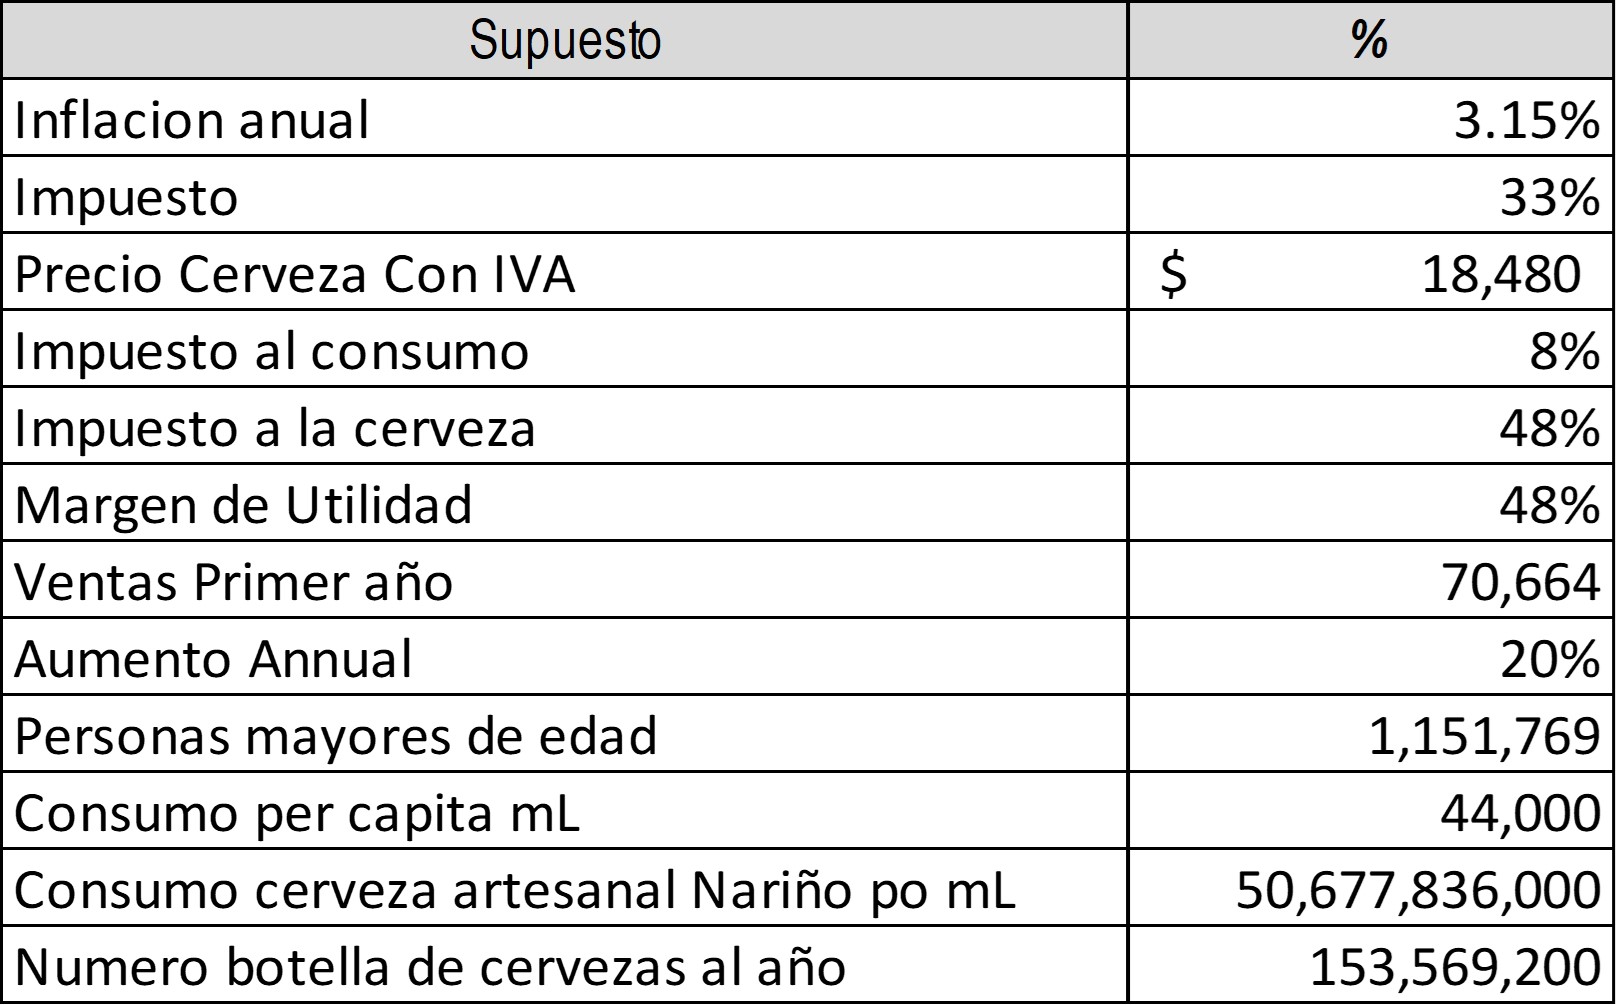 Supuesto %
Inflacion anual 3.15%
Impuesto 33%
Precio Cerveza Con IVA $ 18,480
Impuesto al consumo 8%
Impuesto a la cerveza 48%
Margen de Utilidad 48%
Ventas Primer año 70,664
Aumento Annual 20%
Personas mayores de edad 1,151,769
Consumo per capita mL 44,000
Consumo cerveza artesanal Nariño po mL 50,677,836,000
Numero botella de cervezas al año 153,569,200